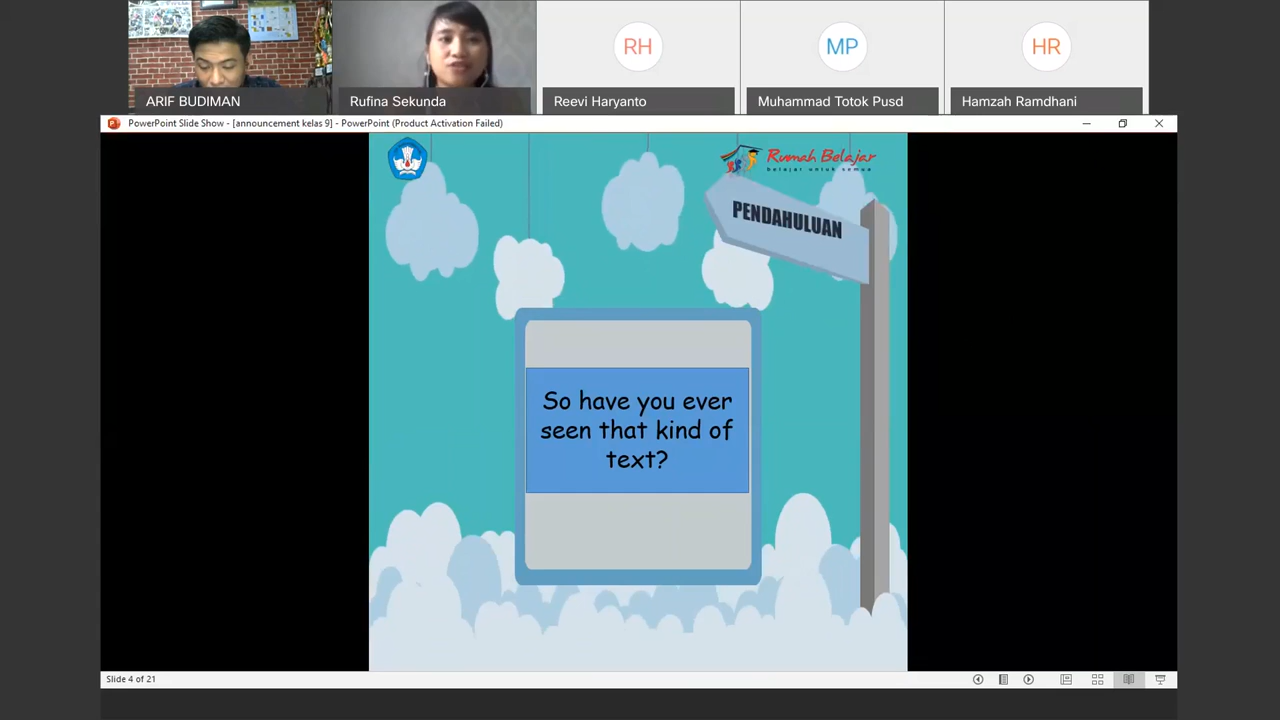 ARIF BUDIMAN
Rufina Sekunda
RH
Reevi Haryanto
MP
Muhammad Totok Pusd
HR
Hamzah Ramdhani
PowerPoint Slide Show - [announcement kelas 9] - PowerPoint (Product Activation Failed)
Rumah Belajar
belajar untuk semua
PENDAHULUAN
So have you ever
seen that kind of
text?
Slide 4 of 21